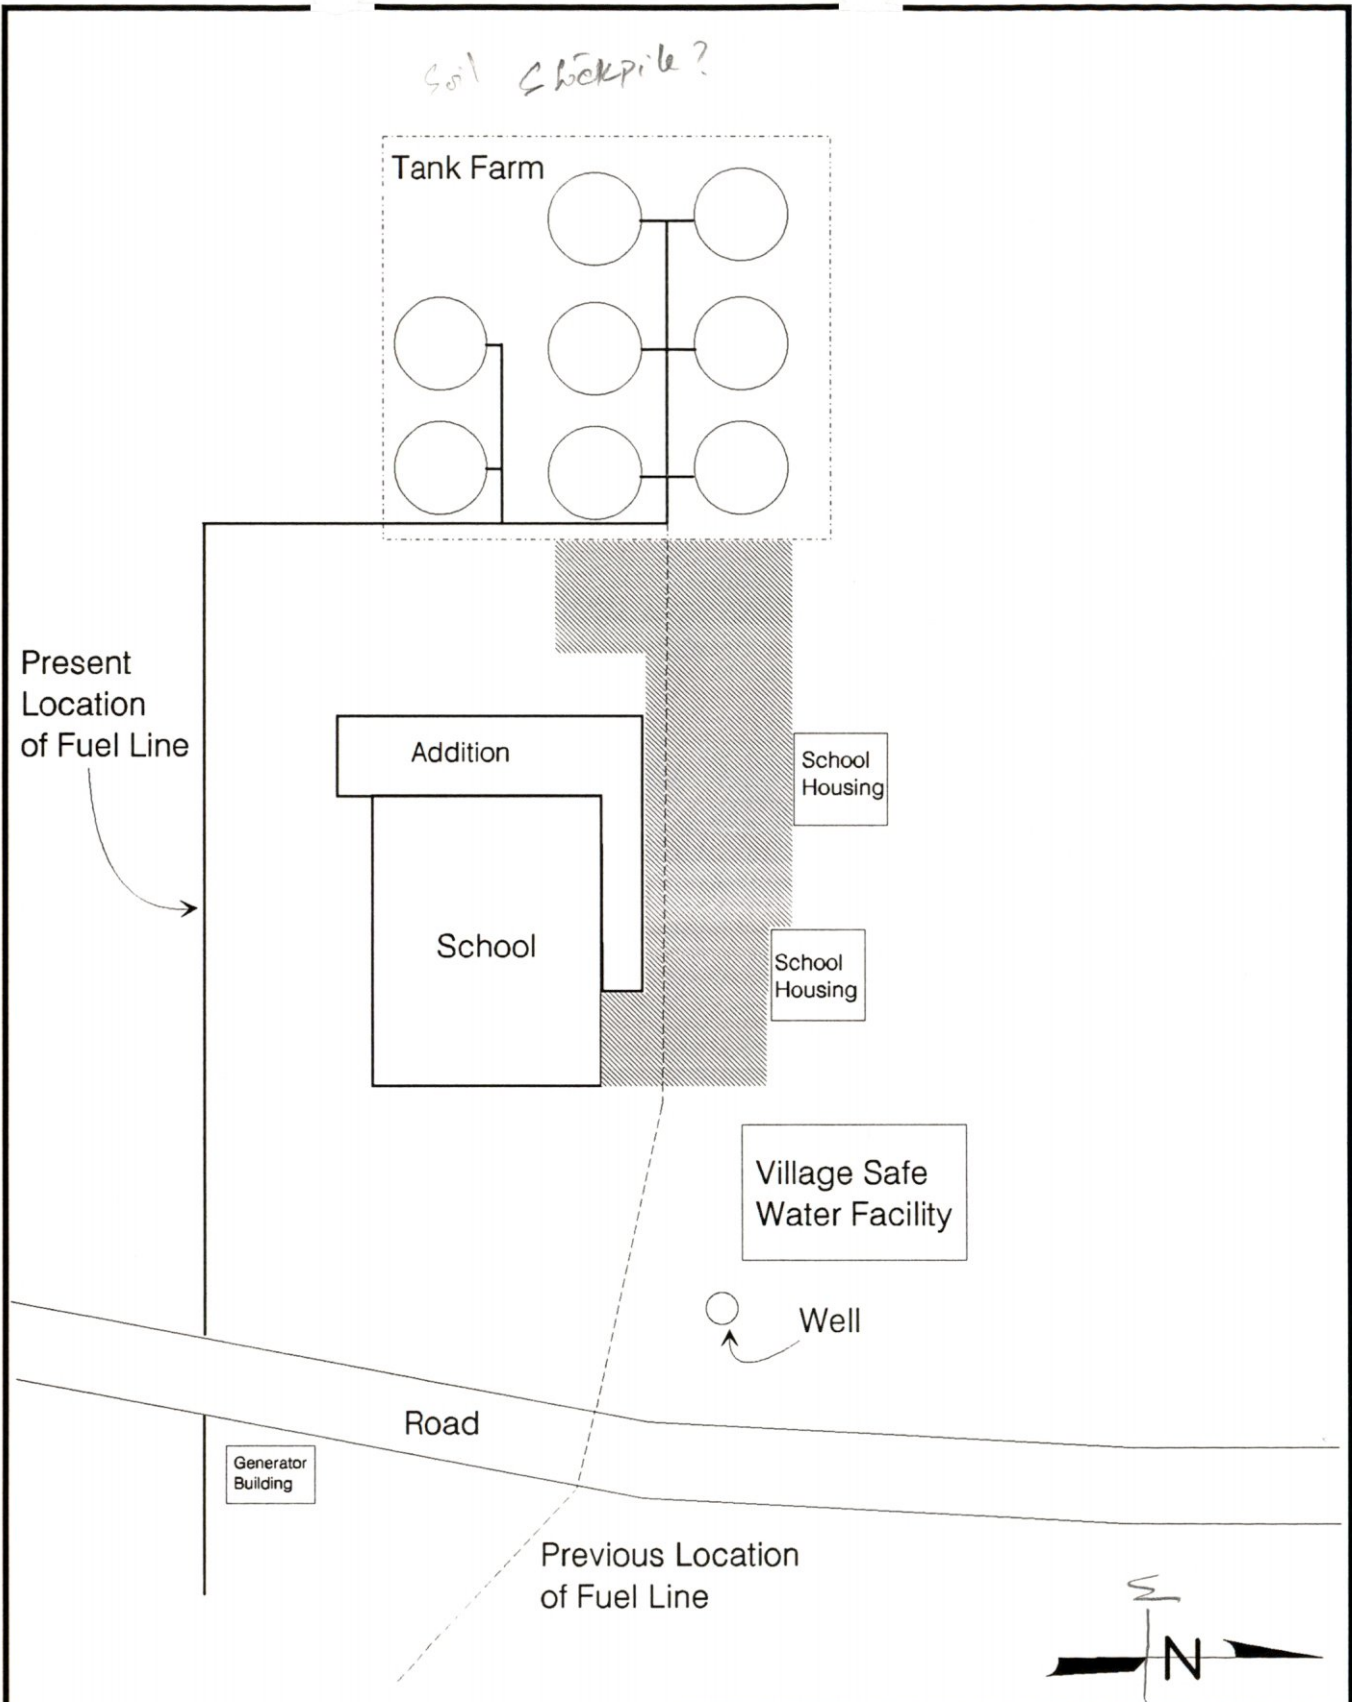 Soil Stockpile?
Tank Farm
Present
Location
of Fuel Line
Addition
School
Housing
School
School
Housing
Village Safe
Water Facility
Well
Road
Generator
Building
Previous Location
of Fuel Line
N